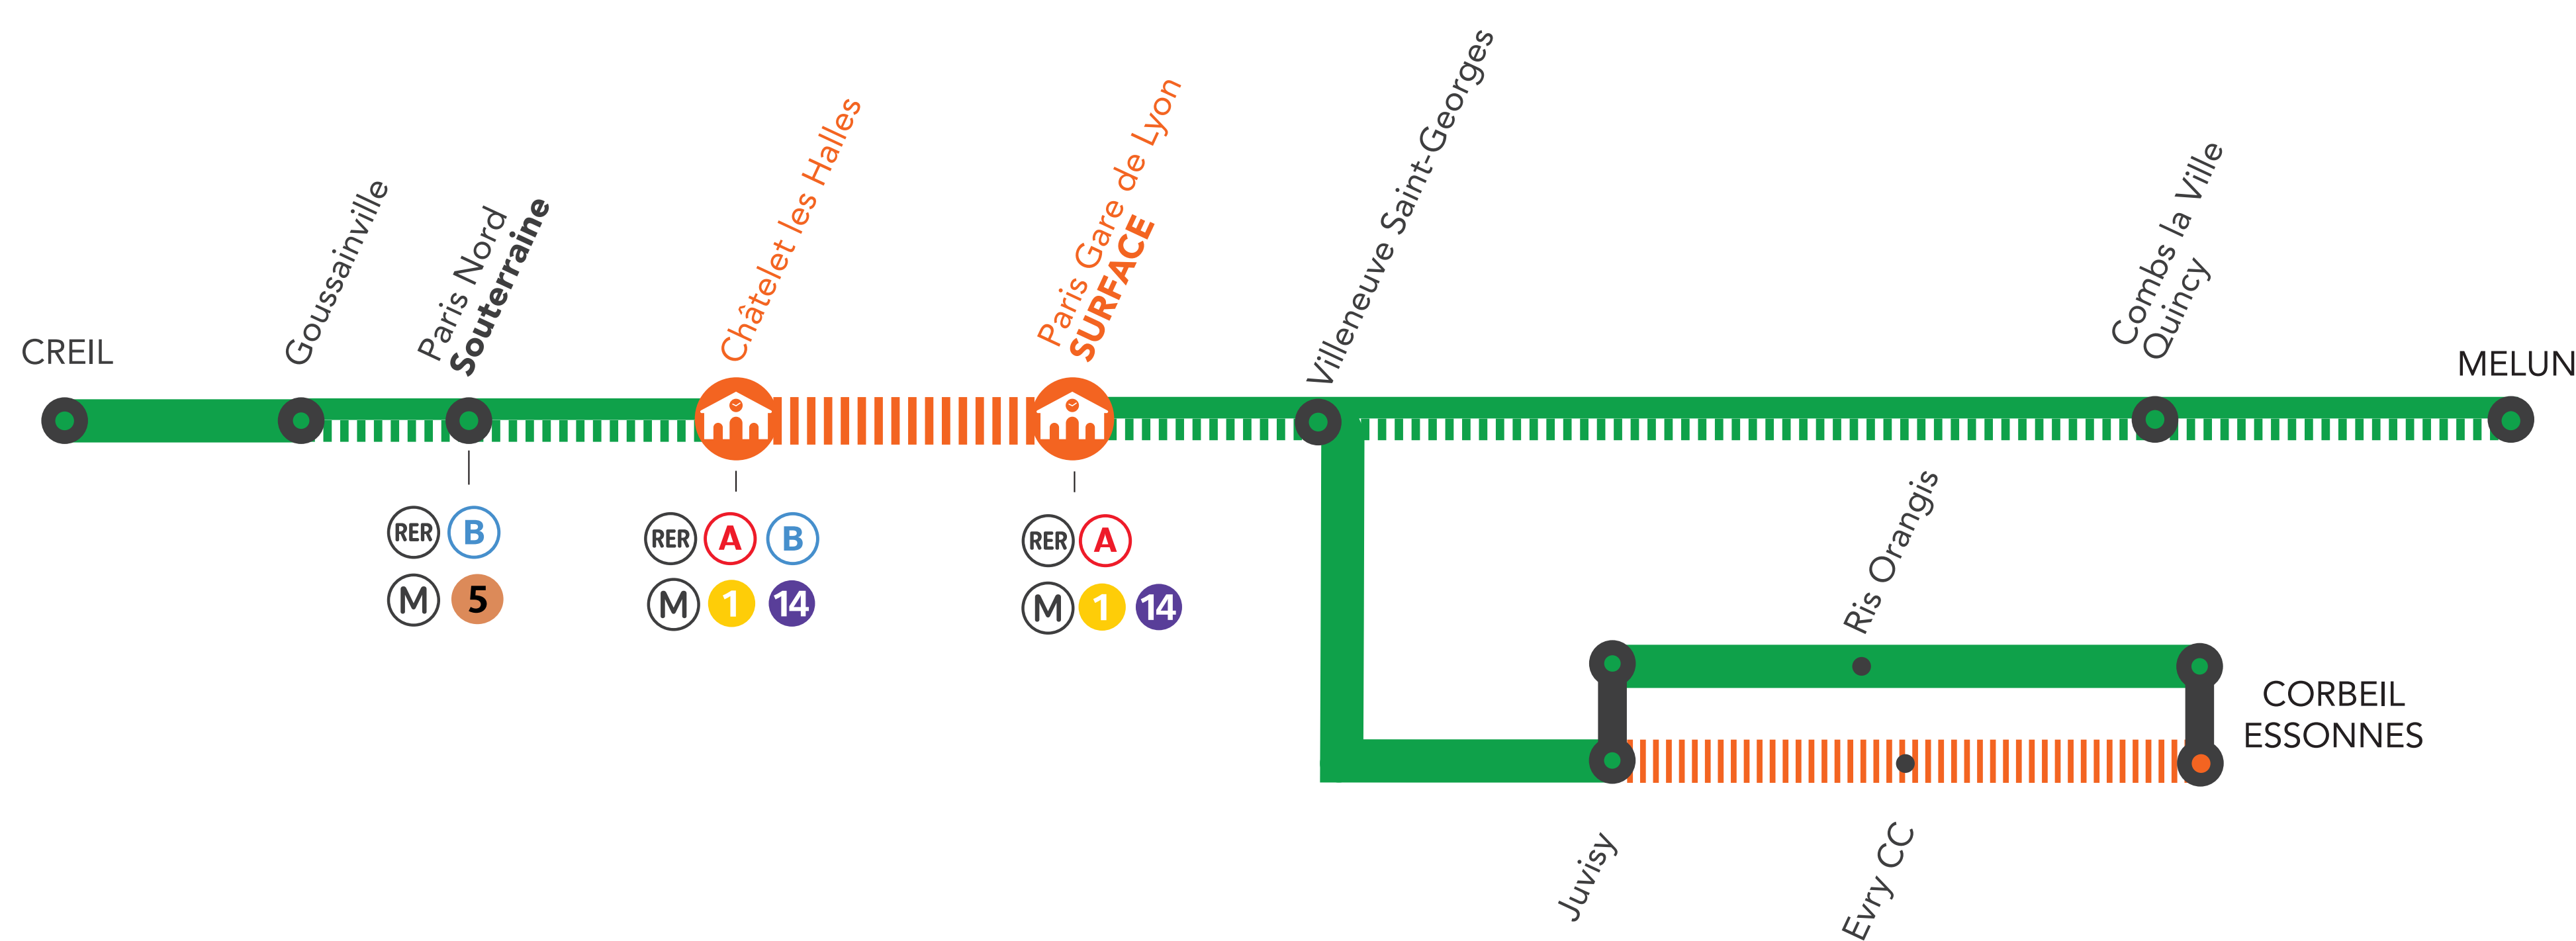 CREIL
Goussainville
Paris Nord
Souterraine
Châtelet les Halles
Paris Gare de Lyon
SURFACE
Villeneuve Saint-Georges
Combs la Ville
Quincy
MELUN
RER B
M 5
RER A B
M 1 14
RER A
M 1 14
Ris Orangis
CORBEIL
ESSONNES
Juvisy
Evry CC